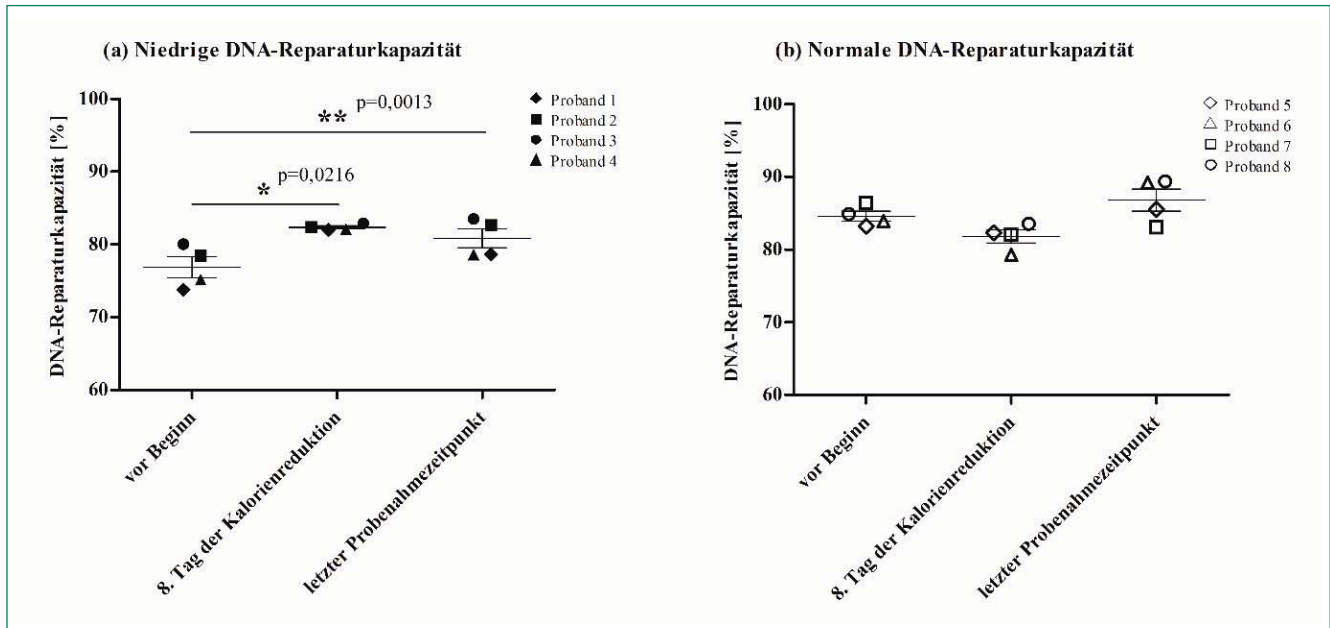 (a) Niedrige DNA-Reparaturkapazität
DNA-Reparaturkapazität [%]
100
90
80
70
60
** p=0,0013
* p=0,0216
Proband 1
Proband 2
Proband 3
Proband 4
vor Beginn
8. Tag der Kalorienreduktion
letzter Probenahmezeitpunkt
(b) Normale DNA-Reparaturkapazität
DNA-Reparaturkapazität [%]
100
90
80
70
60
Proband 5
Proband 6
Proband 7
Proband 8
vor Beginn
8. Tag der Kalorienreduktion
letzter Probenahmezeitpunkt